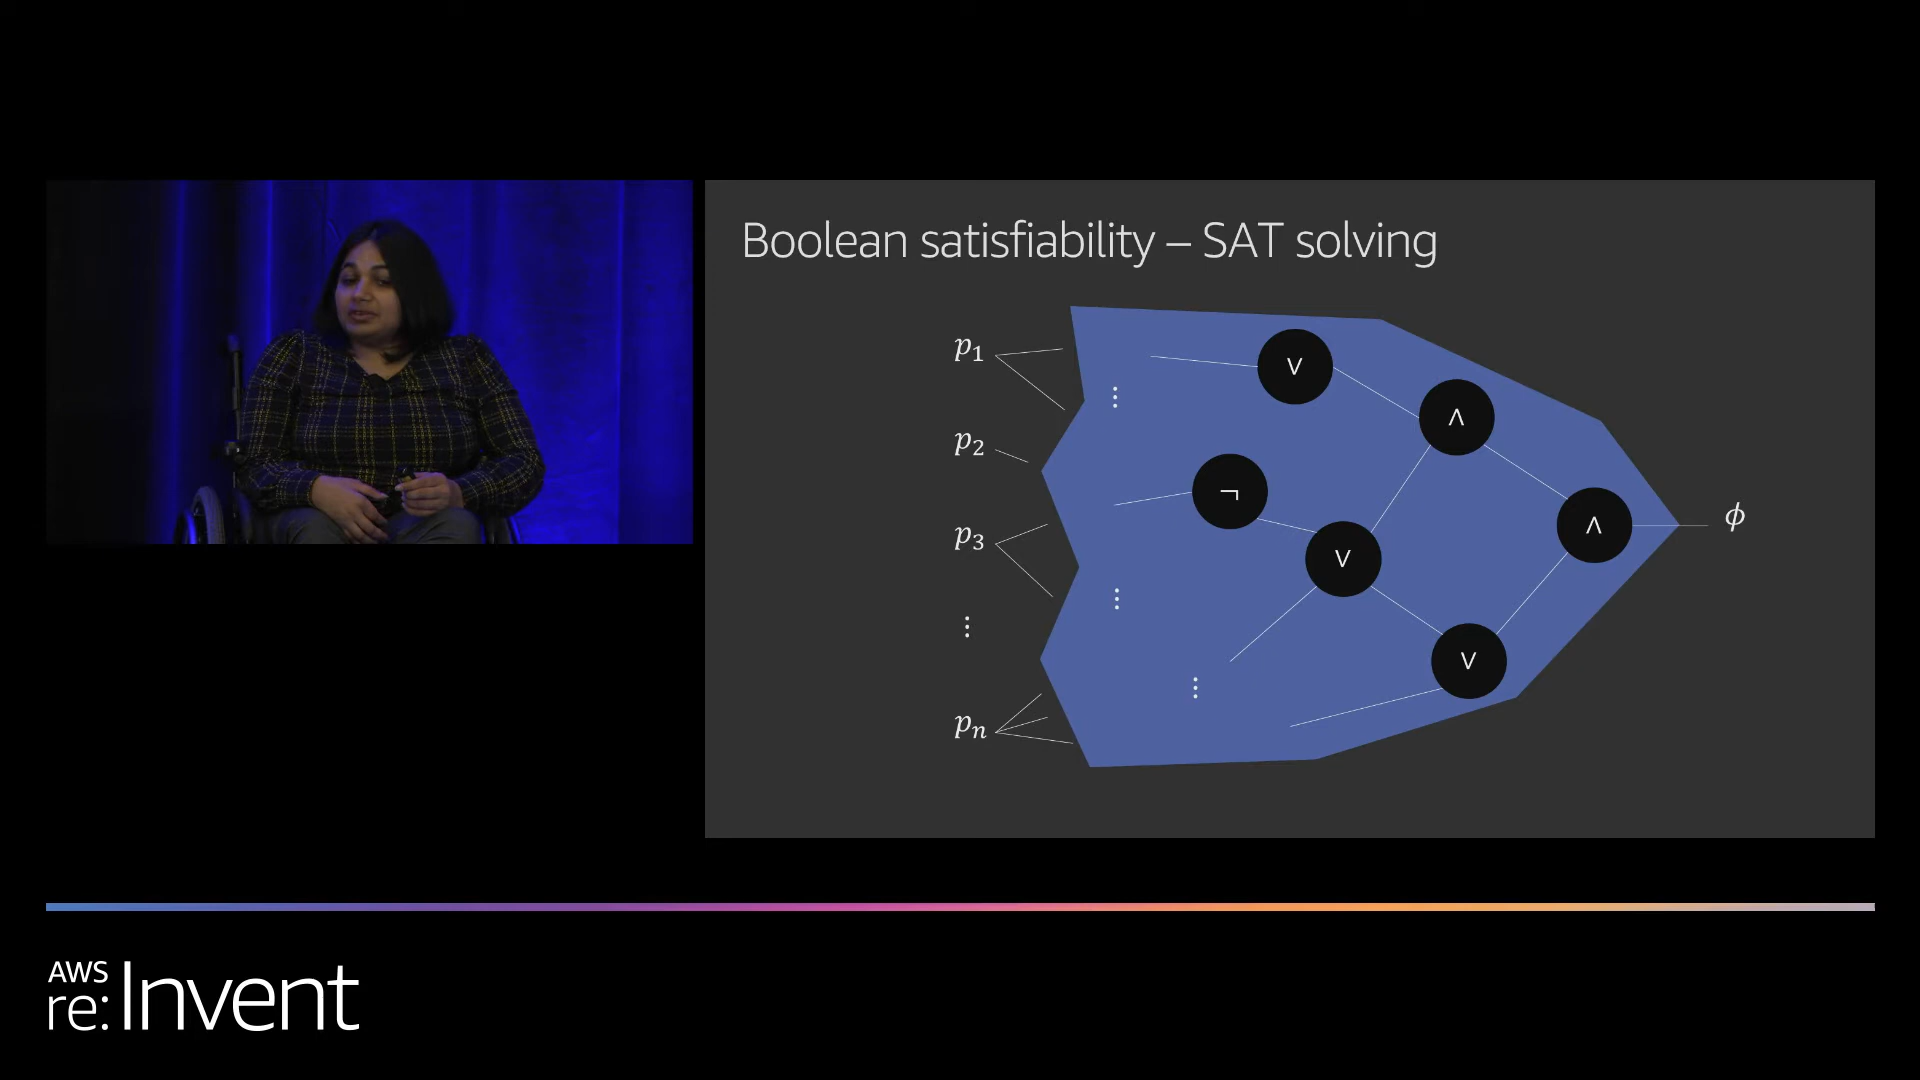 Boolean satisfiability – SAT solving
p1
p2
p3
⋮
pn
⋮
⋮
⋮
∨
∧
¬
∨
∧
∨
ϕ
AWS
re:Invent